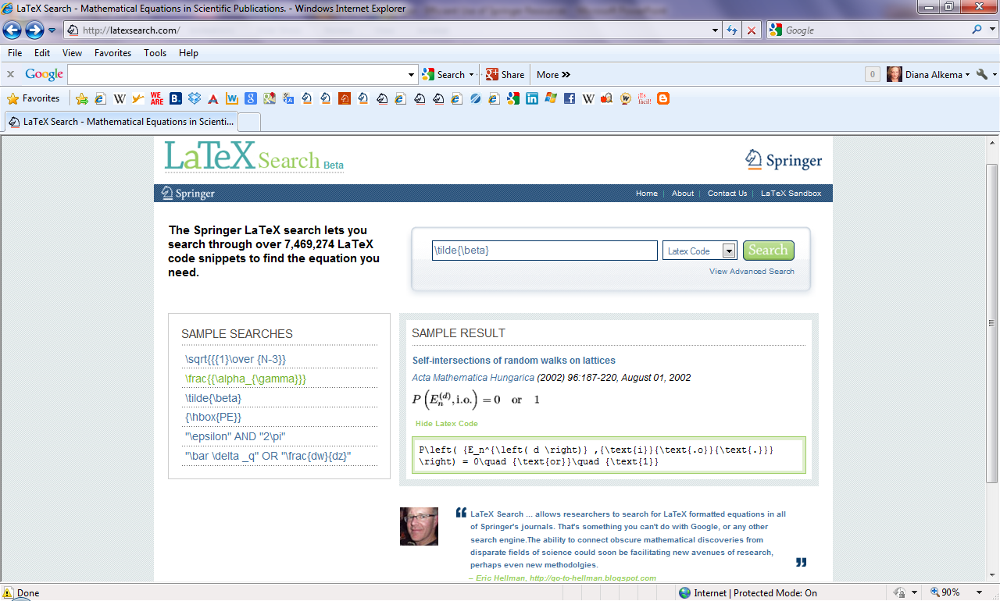 LaTeX Search - Mathematical Equations in Scientific Publications. - Windows Internet Explorer
http://latexsearch.com/
Google
File Edit View Favorites Tools Help
x Google Search Share More 0 Diana Alkema
Favorites W WE ARE B. 8 W ¡Es fácil!
LaTeX Search - Mathematical Equations in Scienti...
LaTeX Search Beta
Springer
Springer Home | About | Contact Us | LaTeX Sandbox
The Springer LaTeX search lets you
search through over 7,469,274 LaTeX
code snippets to find the equation you
need.
\tilde{\beta} Latex Code Search
View Advanced Search
SAMPLE SEARCHES
\sqrt{{{1}\over {N-3}}
\frac{{\alpha_{\gamma}}}
\tilde{\beta}
{\hbox{PE}}
"\epsilon" AND "2\pi"
"\bar \delta _q" OR "\frac{dw}{dz}"
SAMPLE RESULT
Self-intersections of random walks on lattices
Acta Mathematica Hungarica (2002) 96:187-220, August 01, 2002
P(E_n^(d), i.o.) = 0 or 1
Hide Latex Code
P\left( {E_n^{\left( d \right)} ,{\text{i}}{\text{.o}}{\text{.}}}
\right) = 0\quad {\text{or}}\quad {\text{1}}
“ LaTeX Search ... allows researchers to search for LaTeX formatted equations in all
of Springer's journals. That's something you can't do with Google, or any other
search engine.The ability to connect obscure mathematical discoveries from
disparate fields of science could soon be facilitating new avenues of research,
perhaps even new methodolgies. ”
– Eric Hellman, http://go-to-hellman.blogspot.com
Done Internet | Protected Mode: On 90%